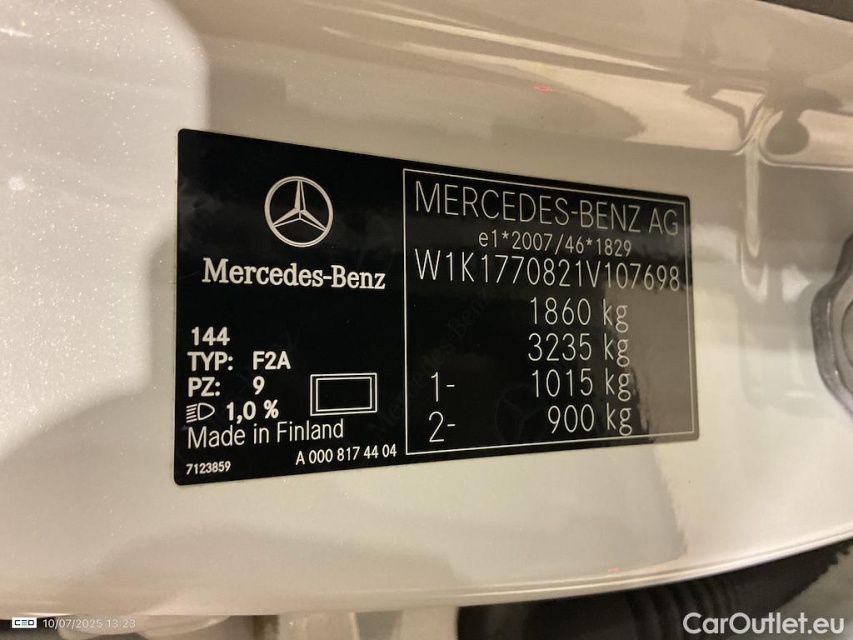 Mercedes-Benz
144
TYP: F2A
PZ: 9
1,0 %
Made in Finland
7123859
A 000 817 44 04
MERCEDES-BENZ AG
e1*2007/46*1829
W1K1770821V107698
1860 kg
3235 kg
1- 1015 kg
2- 900 kg
10/07/2025 13:23
CarOutlet.eu